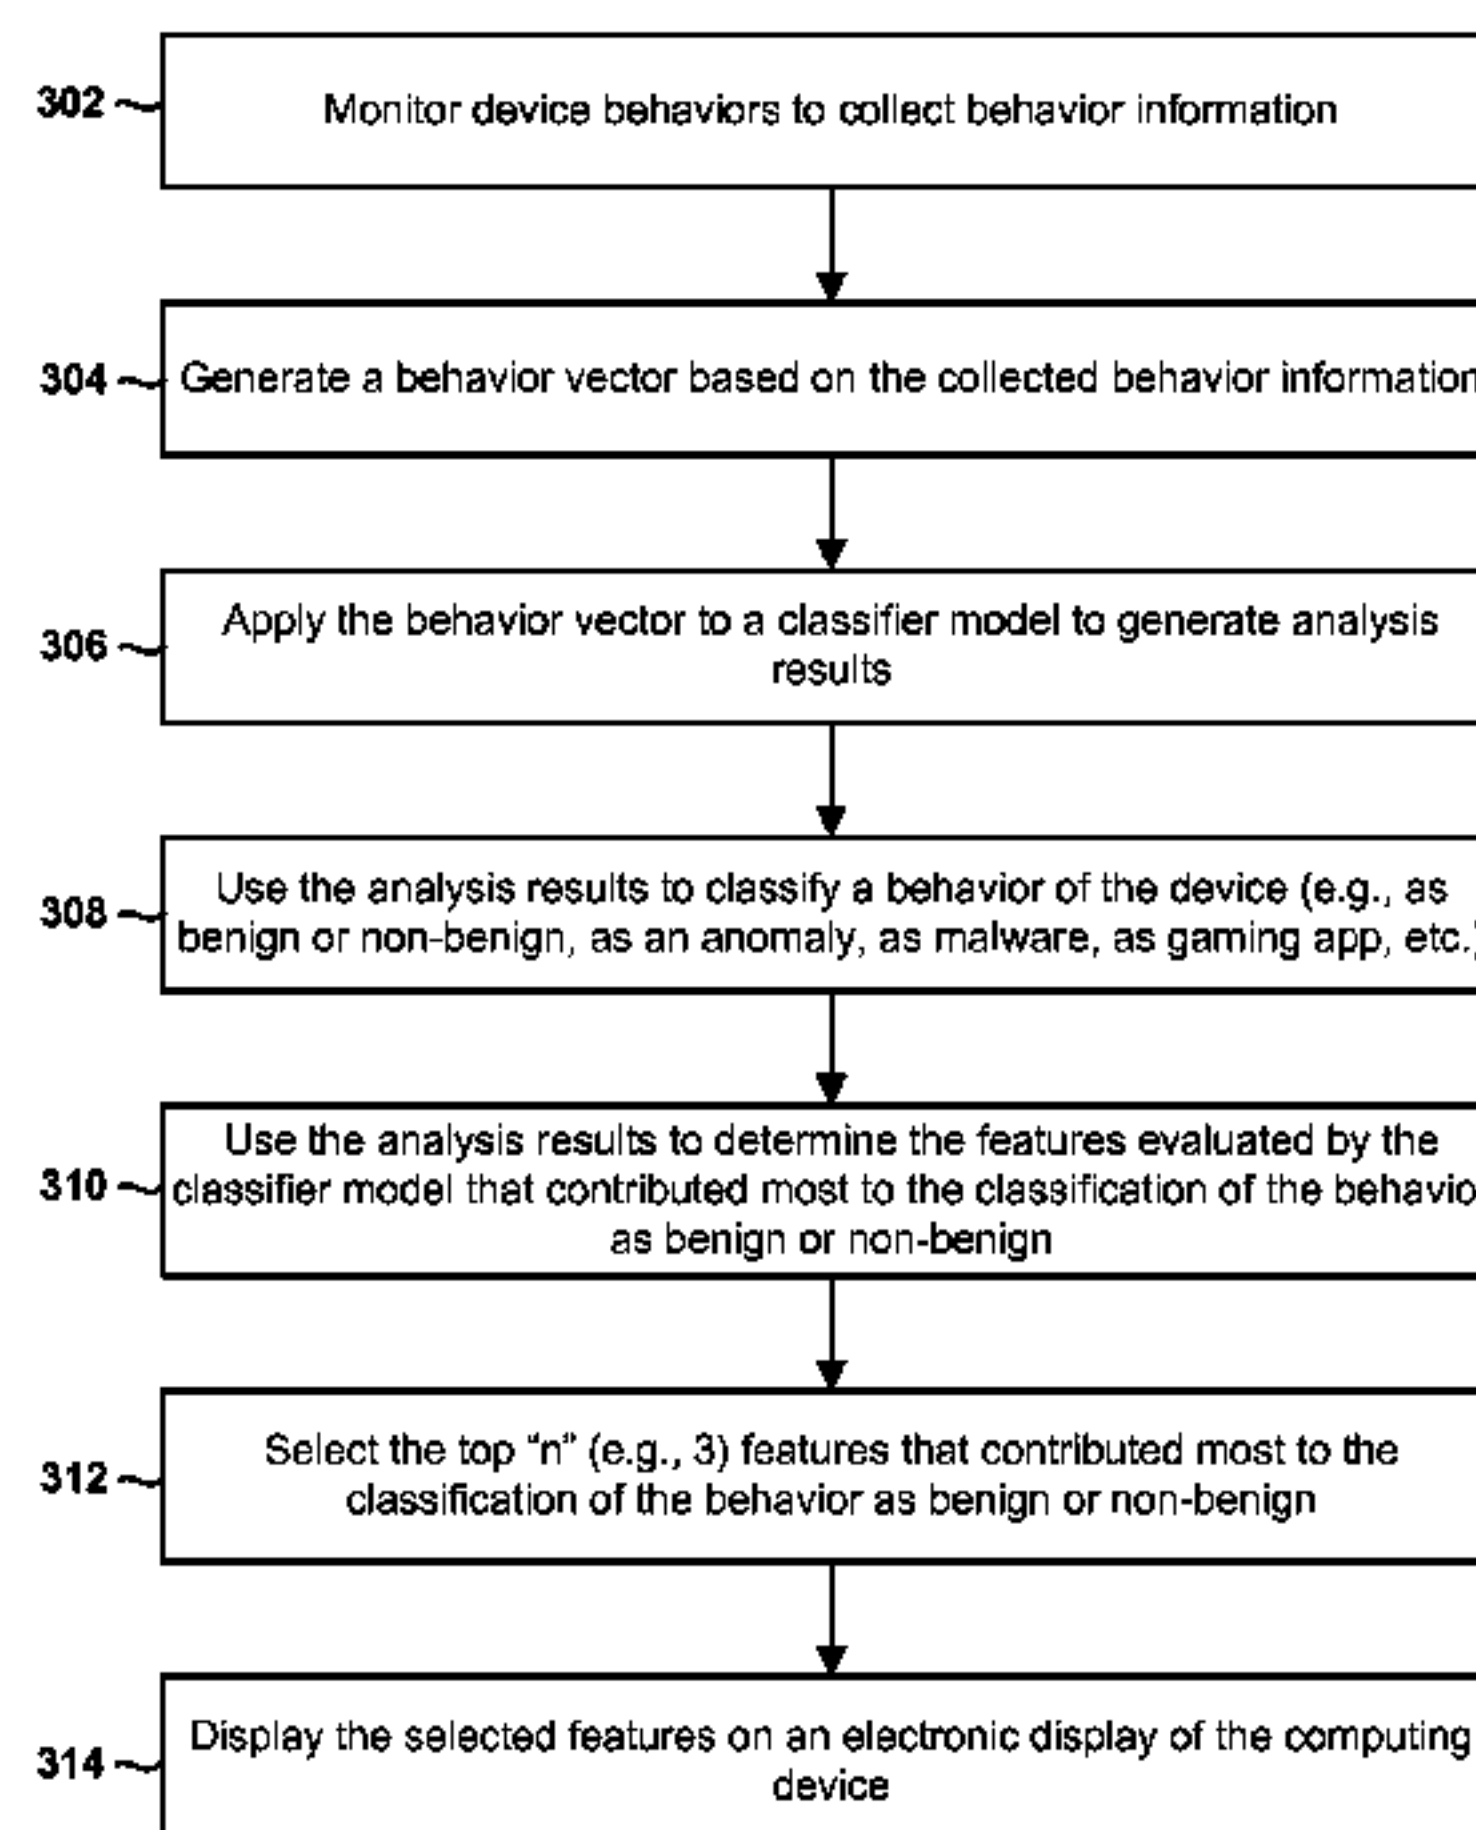 302
Monitor device behaviors to collect behavior information
304
Generate a behavior vector based on the collected behavior information
306
Apply the behavior vector to a classifier model to generate analysis
results
308
Use the analysis results to classify a behavior of the device (e.g., as
benign or non-benign, as an anomaly, as malware, as gaming app, etc.)
310
Use the analysis results to determine the features evaluated by the
classifier model that contributed most to the classification of the behavio
as benign or non-benign
312
Select the top “n” (e.g., 3) features that contributed most to the
classification of the behavior as benign or non-benign
314
Display the selected features on an electronic display of the computing
device